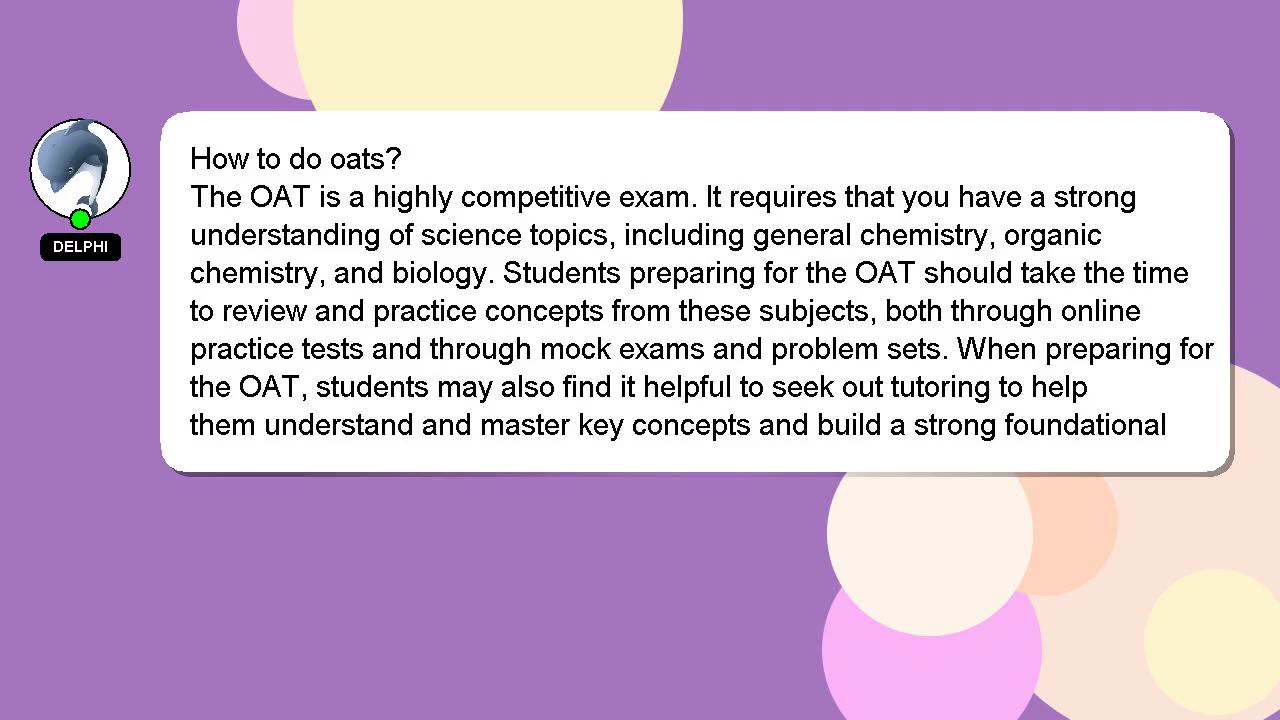 How to do oats?
The OAT is a highly competitive exam. It requires that you have a strong
understanding of science topics, including general chemistry, organic
chemistry, and biology. Students preparing for the OAT should take the time
to review and practice concepts from these subjects, both through online
practice tests and through mock exams and problem sets. When preparing for
the OAT, students may also find it helpful to seek out tutoring to help
them understand and master key concepts and build a strong foundational
DELPHI